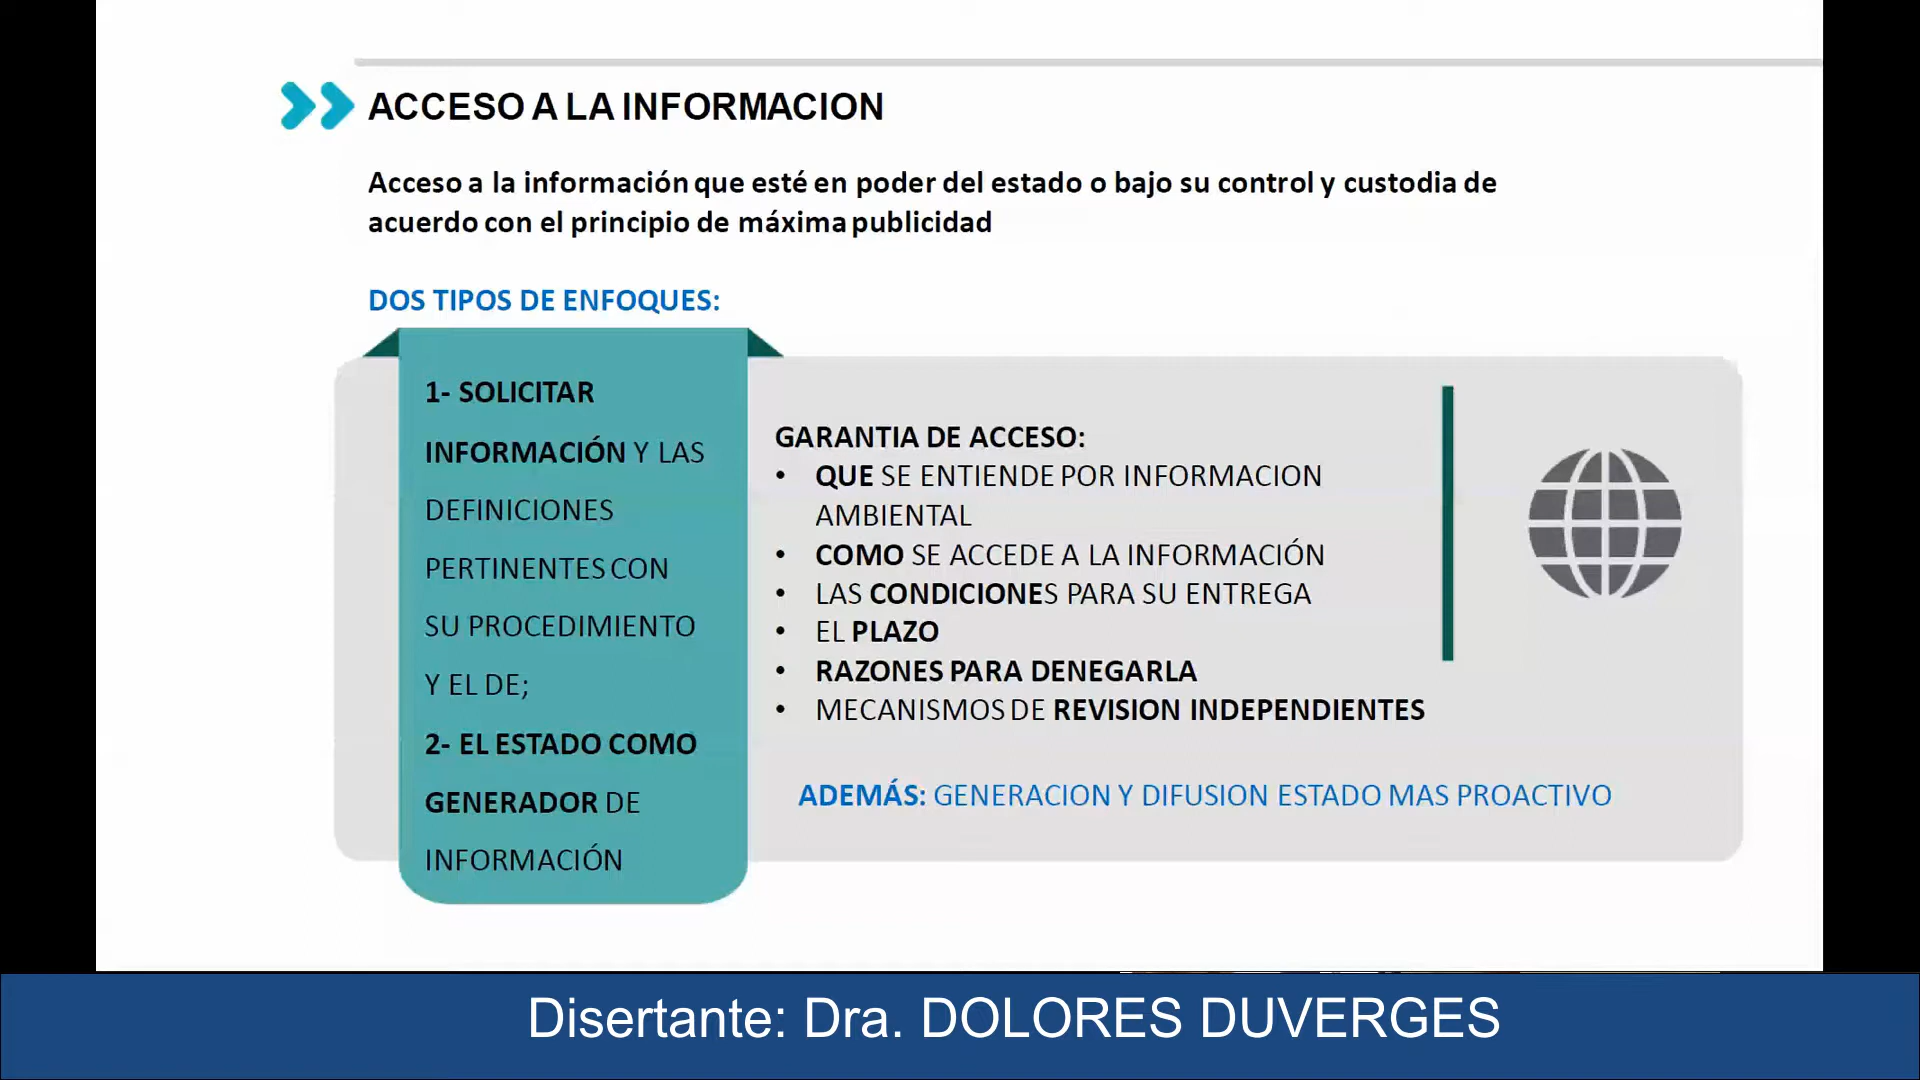 ACCESO A LA INFORMACION
Acceso a la información que esté en poder del estado o bajo su control y custodia de
acuerdo con el principio de máxima publicidad
DOS TIPOS DE ENFOQUES:
1- SOLICITAR
INFORMACIÓN Y LAS
DEFINICIONES
PERTINENTES CON
SU PROCEDIMIENTO
Y EL DE;
2- EL ESTADO COMO
GENERADOR DE
INFORMACIÓN
GARANTIA DE ACCESO:
• QUE SE ENTIENDE POR INFORMACION
AMBIENTAL
• COMO SE ACCEDE A LA INFORMACIÓN
• LAS CONDICIONES PARA SU ENTREGA
• EL PLAZO
• RAZONES PARA DENEGARLA
• MECANISMOS DE REVISION INDEPENDIENTES
ADEMÁS: GENERACION Y DIFUSION ESTADO MAS PROACTIVO
Disertante: Dra. DOLORES DUVERGES